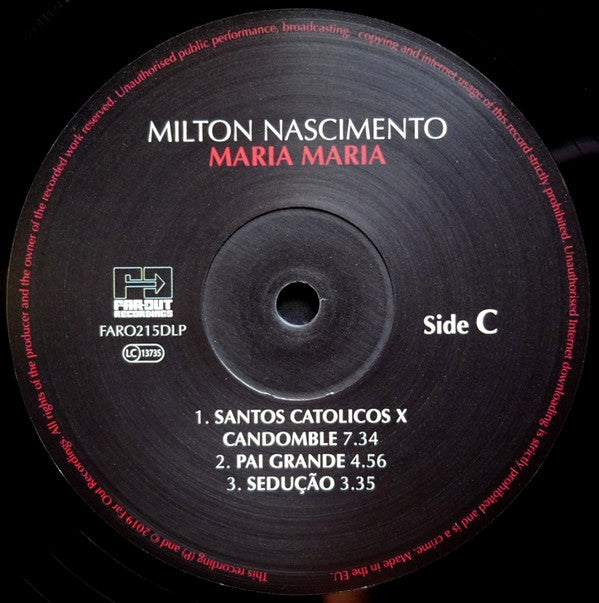 This recording (P) and © 2019 Far Out Recordings. All rights of the producer and the owner of the recorded work reserved. Unauthorised public performance, broadcasting, copying and internet usage of this record strictly prohibited. Unauthorised Internet downloading is strictly prohibited and is a crime. Made in the EU.
MILTON NASCIMENTO
MARIA MARIA
FAR OUT
RECORDINGS
FARO215DLP
LC 13735
Side C
1. SANTOS CATOLICOS X
CANDOMBLE 7.34
2. PAI GRANDE 4.56
3. SEDUÇÃO 3.35